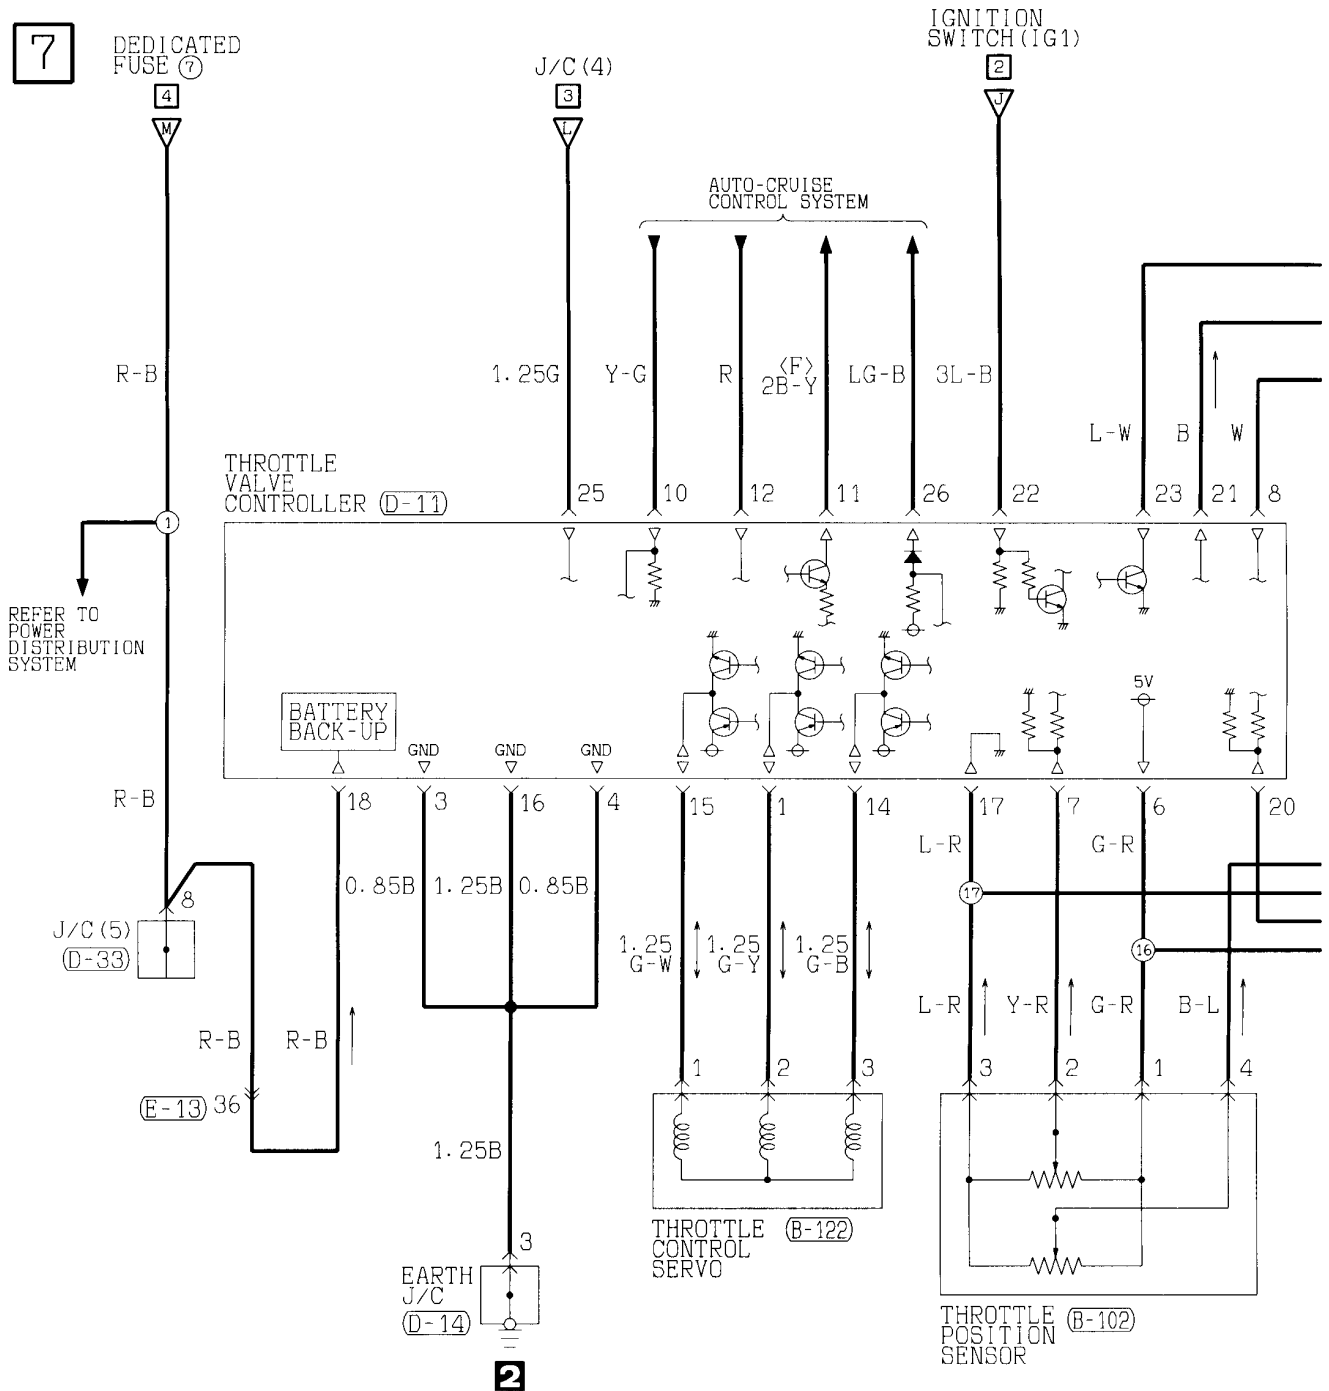 7
DEDICATED
FUSE 7
4
M
J/C(4)
3
L
IGNITION
SWITCH(IG1)
2
J
AUTO-CRUISE
CONTROL SYSTEM
R-B
1.25G
Y-G
R
<F>
2B-Y
LG-B
3L-B
L-W
B
W
THROTTLE
VALVE
CONTROLLER (D-11)
25
10
12
11
26
22
23
21
8
1
REFER TO
POWER
DISTRIBUTION
SYSTEM
5V
BATTERY
BACK-UP
GND
GND
GND
R-B
18
3
16
4
15
1
14
17
7
6
20
L-R
G-R
0.85B
1.25B
0.85B
8
17
J/C(5)
(D-33)
1.25
G-W
1.25
G-Y
1.25
G-B
16
L-R
Y-R
G-R
B-L
R-B
R-B
1
2
3
3
2
1
4
(E-13) 36
1.25B
THROTTLE
CONTROL
SERVO
(B-122)
3
EARTH
J/C
(D-14)
THROTTLE
POSITION
SENSOR
(B-102)
2